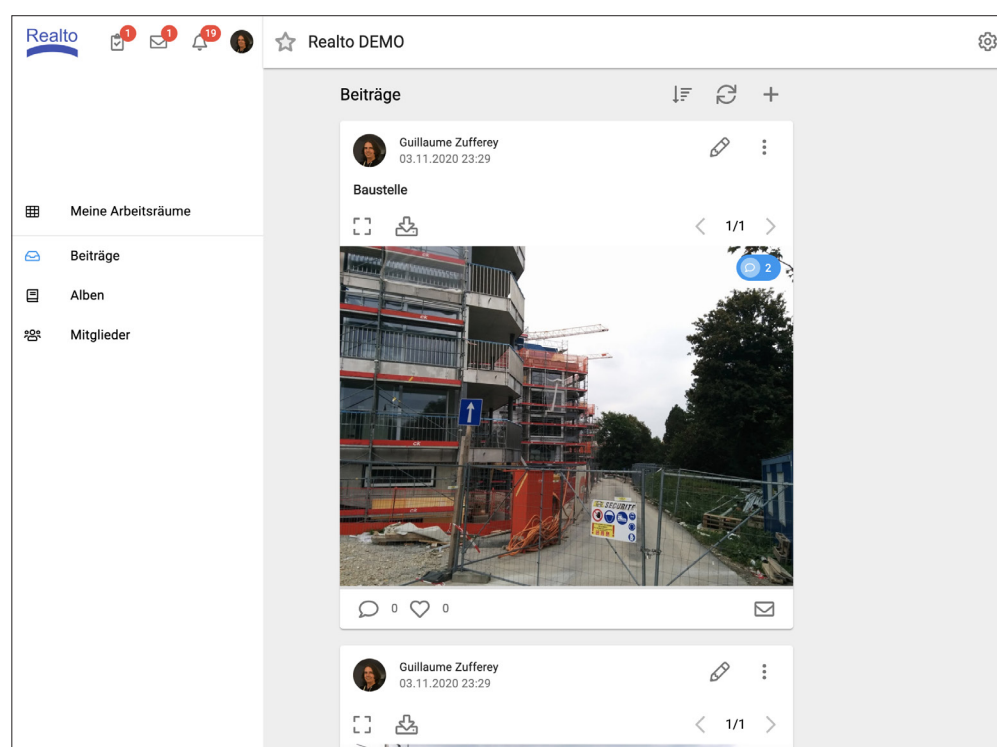 Realto
1
1
19
Realto DEMO
Beiträge
Guillaume Zufferey
03.11.2020 23:29
Baustelle
Meine Arbeitsräume
1/1
Beiträge
2
Alben
Mitglieder
SECURITE
0
0
Guillaume Zufferey
03.11.2020 23:29
1/1